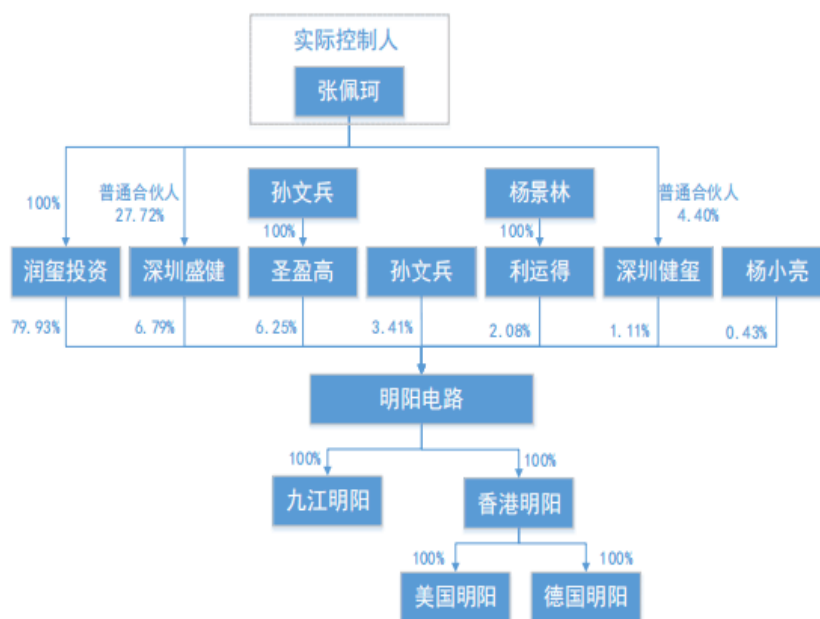 实际控制人
张佩珂
100%
普通合伙人
27.72%
孙文兵
100%
杨景林
100%
普通合伙人
4.40%
润玺投资
深圳盛健
圣盈高
孙文兵
利运得
深圳健玺
杨小亮
79.93%
6.79%
6.25%
3.41%
2.08%
1.11%
0.43%
明阳电路
100%
100%
九江明阳
香港明阳
100%
100%
美国明阳
德国明阳